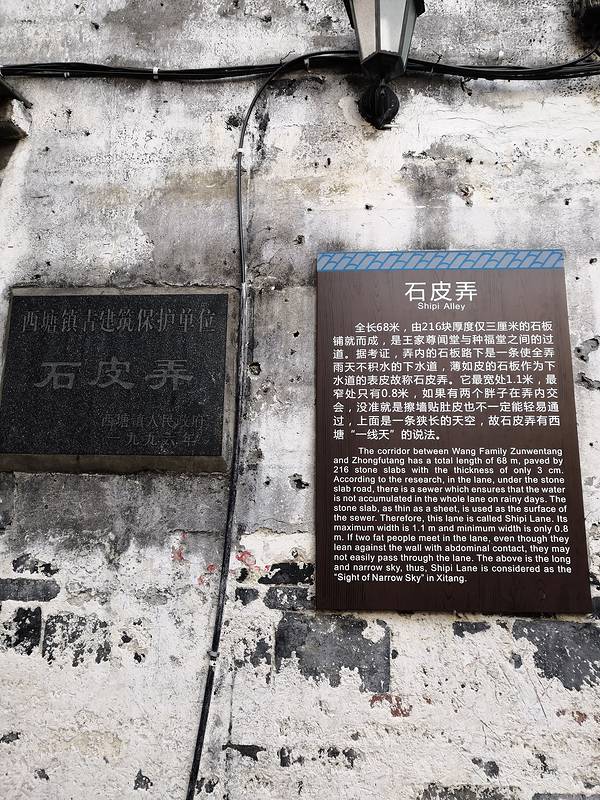 西塘镇古建筑保护单位
石皮弄
西塘镇人民政府
一九九六年
石皮弄
Shipi Alley
全长68米，由216块厚度仅三厘米的石板
铺就而成，是王家尊闻堂与种福堂之间的过
道。据考证，弄内的石板路下是一条使全弄
雨天不积水的下水道，薄如皮的石板作为下
水道的表皮故称石皮弄。它最宽处1.1米，最
窄处只有0.8米，如果有两个胖子在弄内交
会，没准就是擦墙贴肚皮也不一定能轻易通
过，上面是一条狭长的天空，故石皮弄有西
塘“一线天”的说法。
The corridor between Wang Family Zunwentang
and Zhongfutang has a total length of 68 m, paved by
216 stone slabs with the thickness of only 3 cm.
According to the research, in the lane, under the stone
slab road, there is a sewer which ensures that the water
is not accumulated in the whole lane on rainy days. The
stone slab, as thin as a sheet, is used as the surface of
the sewer. Therefore, this lane is called Shipi Lane. Its
maximum width is 1.1 m and minimum width is only 0.8
m. If two fat people meet in the lane, even though they
lean against the wall with abdominal contact, they may
not easily pass through the lane. The above is the long
and narrow sky, thus, Shipi Lane is considered as the
“Sight of Narrow Sky” in Xitang.